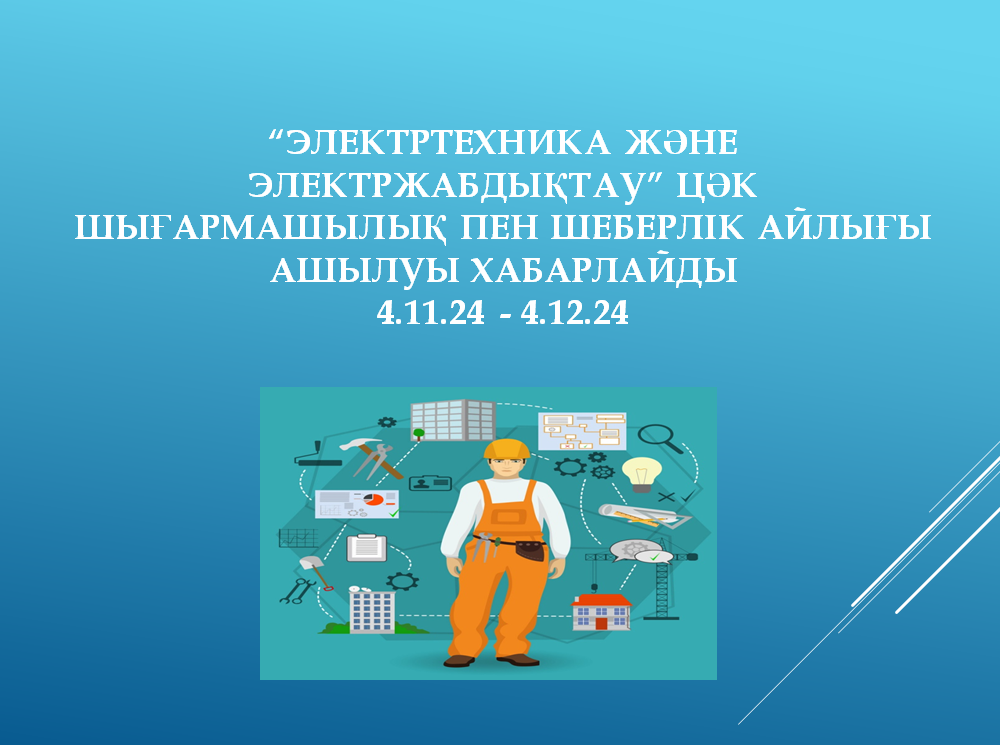 “ЭЛЕКТРТЕХНИКА ЖӘНЕ
ЭЛЕКТРЖАБДЫҚТАУ” ЦӘК
ШЫҒАРМАШЫЛЫҚ ПЕН ШЕБЕРЛІК АЙЛЫҒЫ
АШЫЛУЫ ХАБАРЛАЙДЫ
4.11.24 - 4.12.24